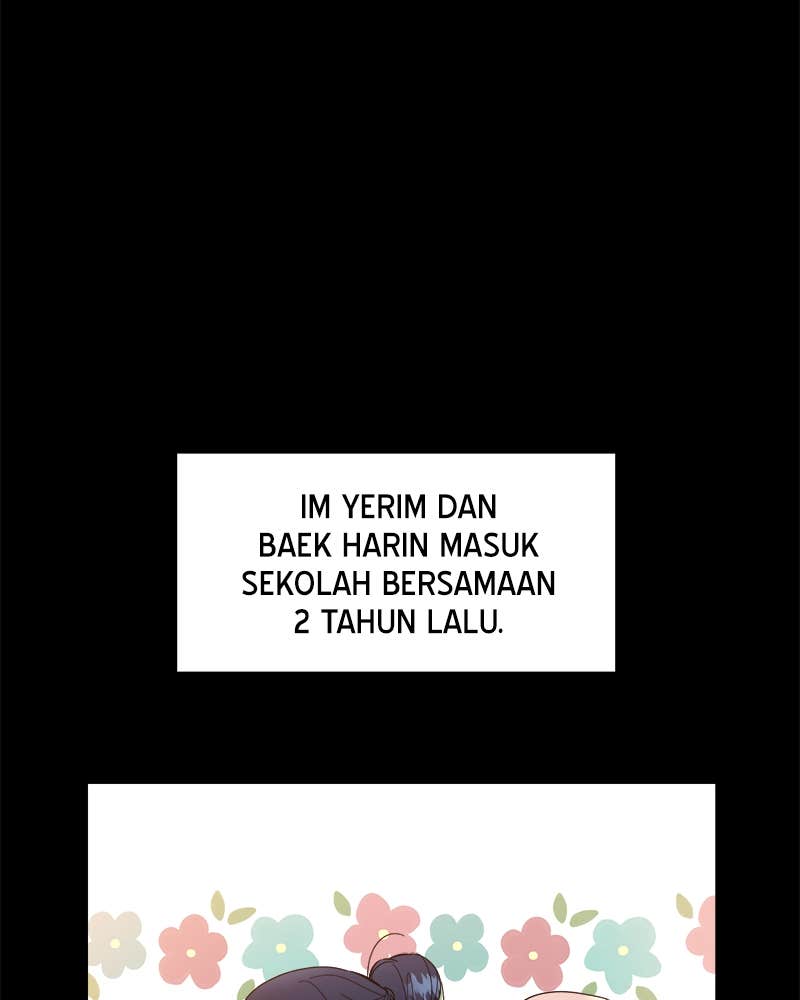 IM YERIM DAN
BAEK HARIN MASUK
SEKOLAH BERSAMAAN
2 TAHUN LALU.